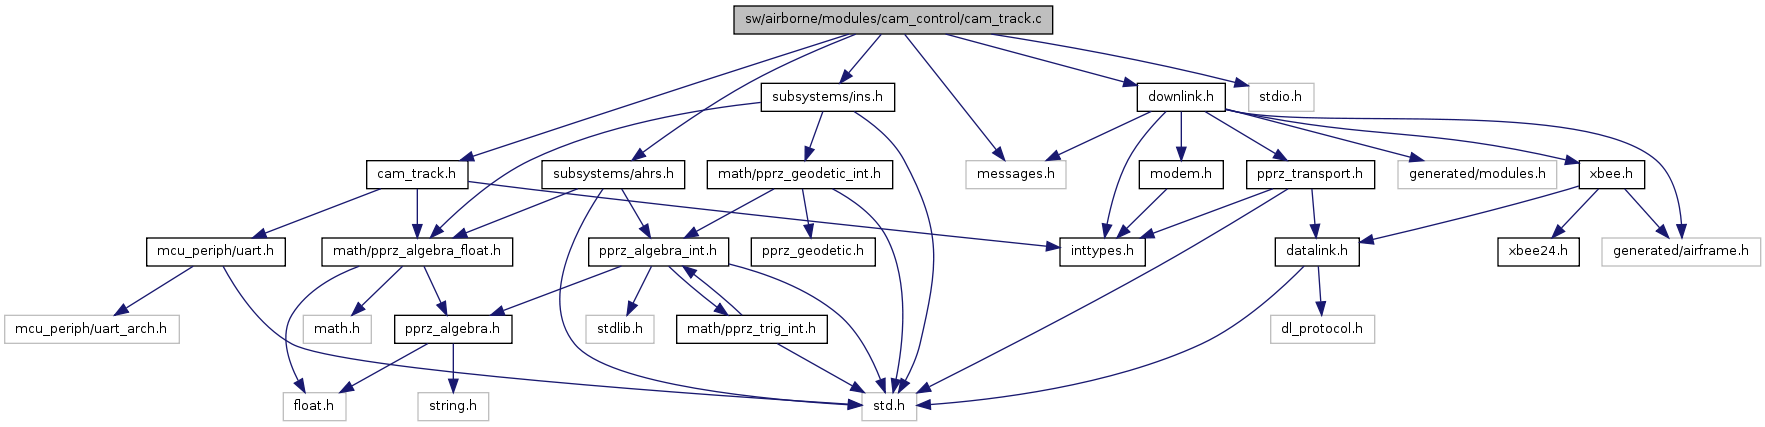 sw/airborne/modules/cam_control/cam_track.c
subsystems/ins.h
downlink.h
stdio.h
cam_track.h
subsystems/ahrs.h
math/pprz_geodetic_int.h
messages.h
modem.h
pprz_transport.h
generated/modules.h
xbee.h
mcu_periph/uart.h
math/pprz_algebra_float.h
pprz_algebra_int.h
pprz_geodetic.h
inttypes.h
datalink.h
xbee24.h
generated/airframe.h
mcu_periph/uart_arch.h
math.h
pprz_algebra.h
stdlib.h
math/pprz_trig_int.h
dl_protocol.h
float.h
string.h
std.h